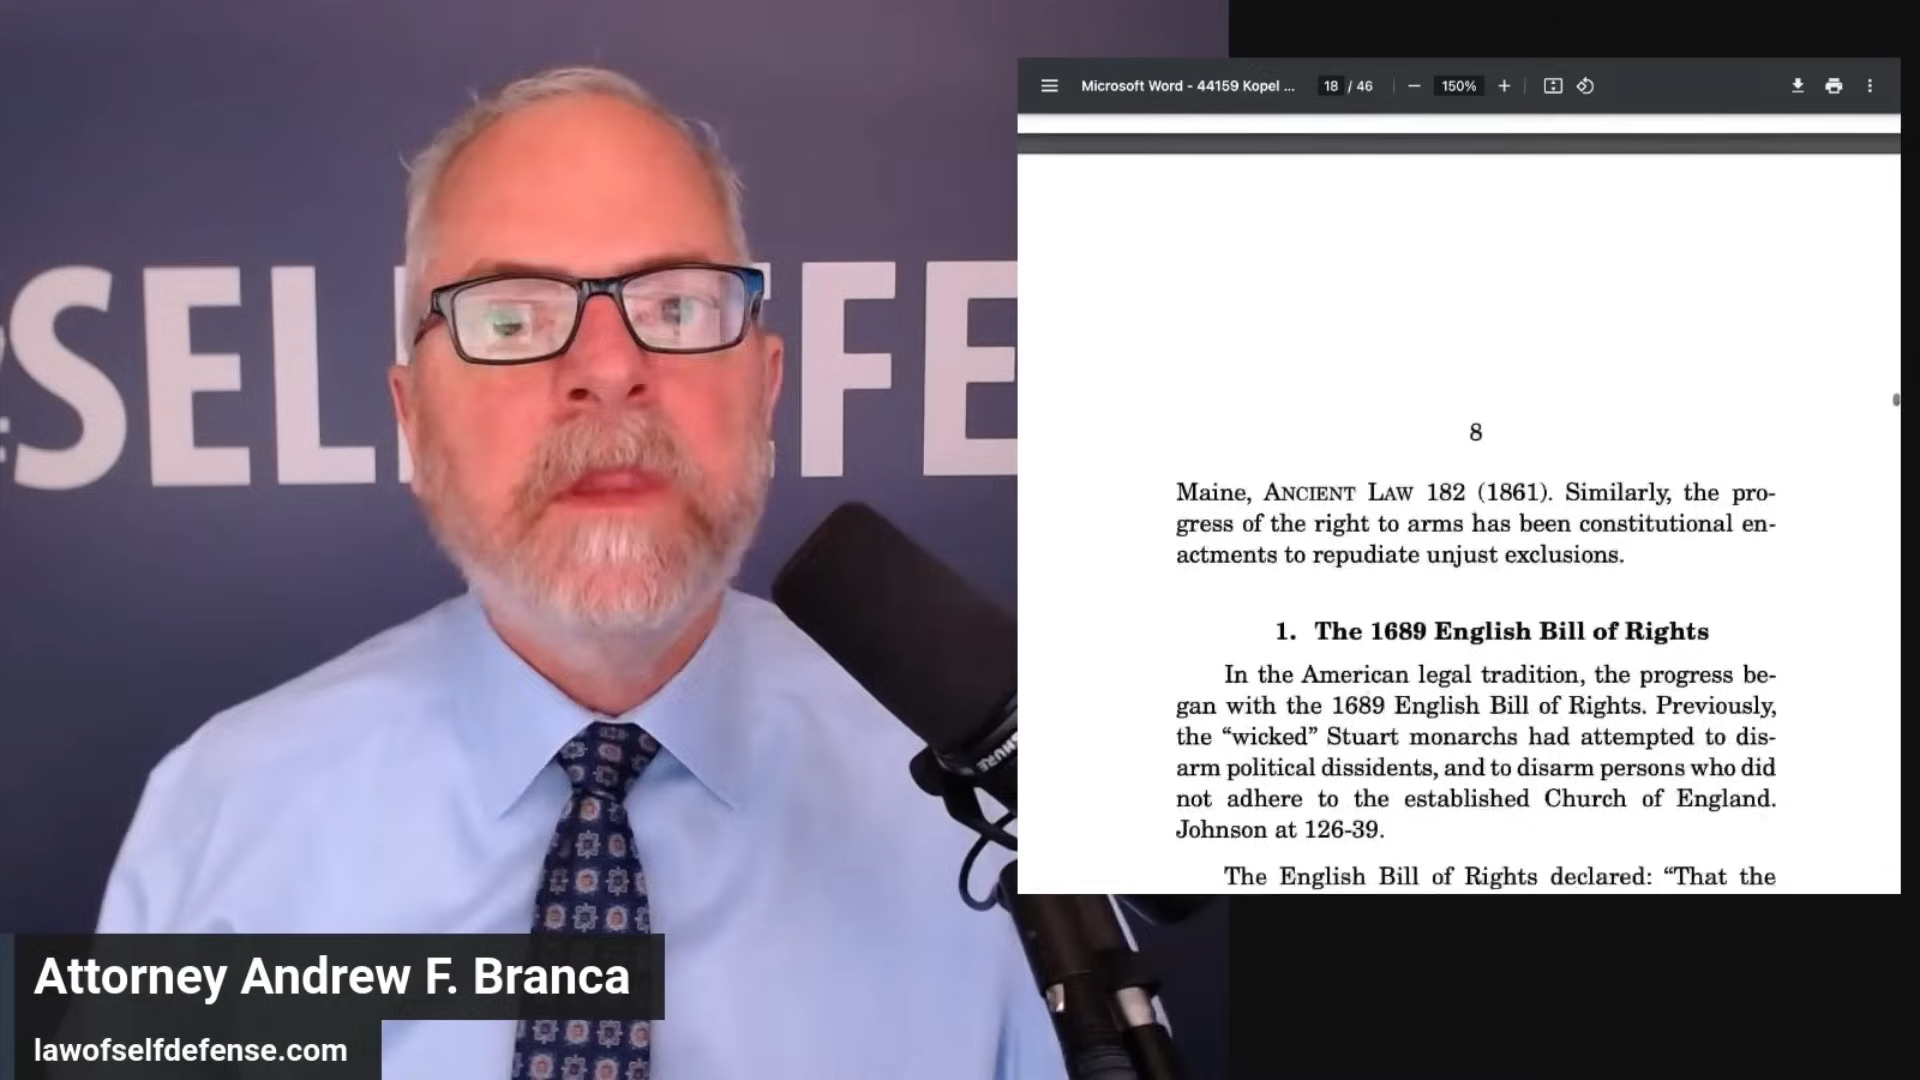 SEL
FE
Microsoft Word - 44159 Kopel ...
18 / 46
150%
8
Maine, ANCIENT LAW 182 (1861). Similarly, the pro-
gress of the right to arms has been constitutional en-
actments to repudiate unjust exclusions.
1. The 1689 English Bill of Rights
In the American legal tradition, the progress be-
gan with the 1689 English Bill of Rights. Previously,
the “wicked” Stuart monarchs had attempted to dis-
arm political dissidents, and to disarm persons who did
not adhere to the established Church of England.
Johnson at 126-39.
The English Bill of Rights declared: “That the
SHURE
Attorney Andrew F. Branca
lawofselfdefense.com